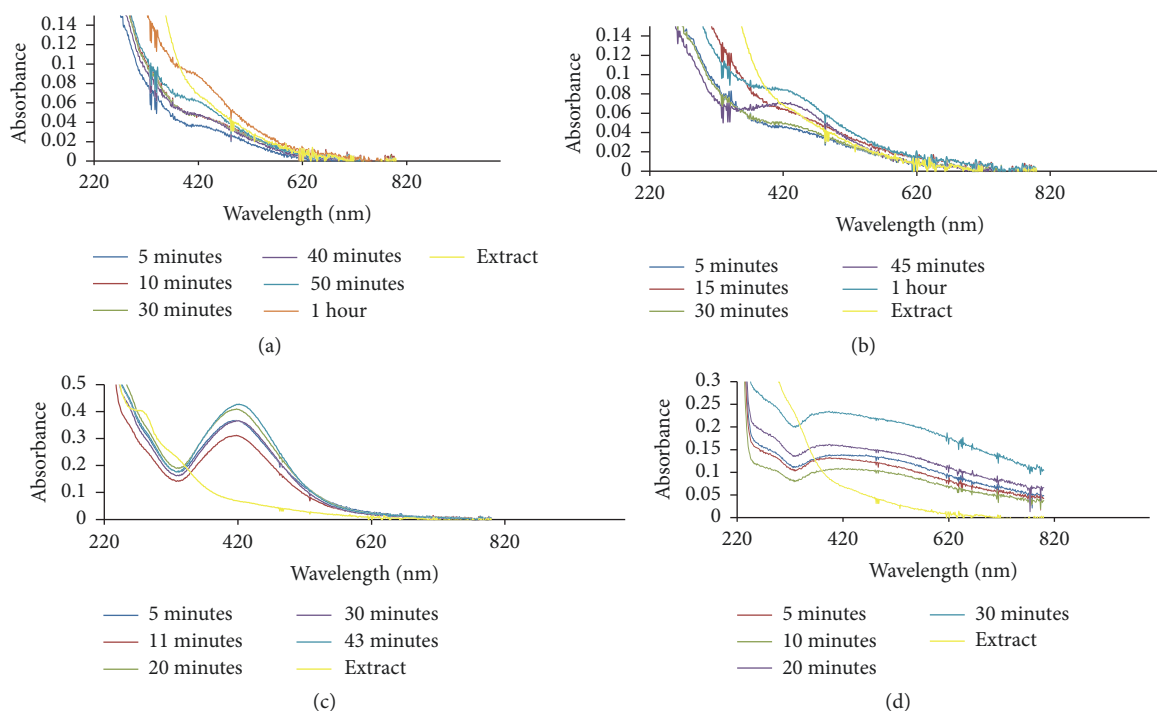 0.14
0.12
0.1
0.08
0.06
0.04
0.02
0
Absorbance
220 420 620 820
Wavelength (nm)
5 minutes 40 minutes Extract
10 minutes 50 minutes
30 minutes 1 hour
(a)
0.14
0.12
0.1
0.08
0.06
0.04
0.02
0
Absorbance
220 420 620 820
Wavelength (nm)
5 minutes 45 minutes
15 minutes 1 hour
30 minutes Extract
(b)
0.5
0.4
0.3
0.2
0.1
0
Absorbance
220 420 620 820
Wavelength (nm)
5 minutes 30 minutes
11 minutes 43 minutes
20 minutes Extract
(c)
0.3
0.25
0.2
0.15
0.1
0.05
0
Absorbance
220 420 620 820
Wavelength (nm)
5 minutes 30 minutes
10 minutes Extract
20 minutes
(d)